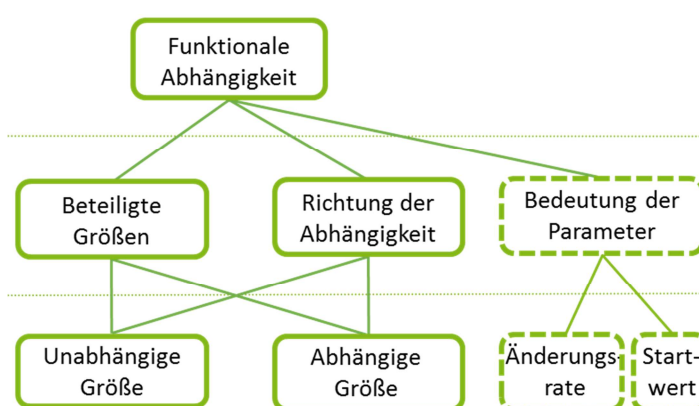 Funktionale
Abhängigkeit
Beteiligte
Größen
Richtung der
Abhängigkeit
Bedeutung der
Parameter
Unabhängige
Größe
Abhängige
Größe
Änderungs-
rate
Start-
wert